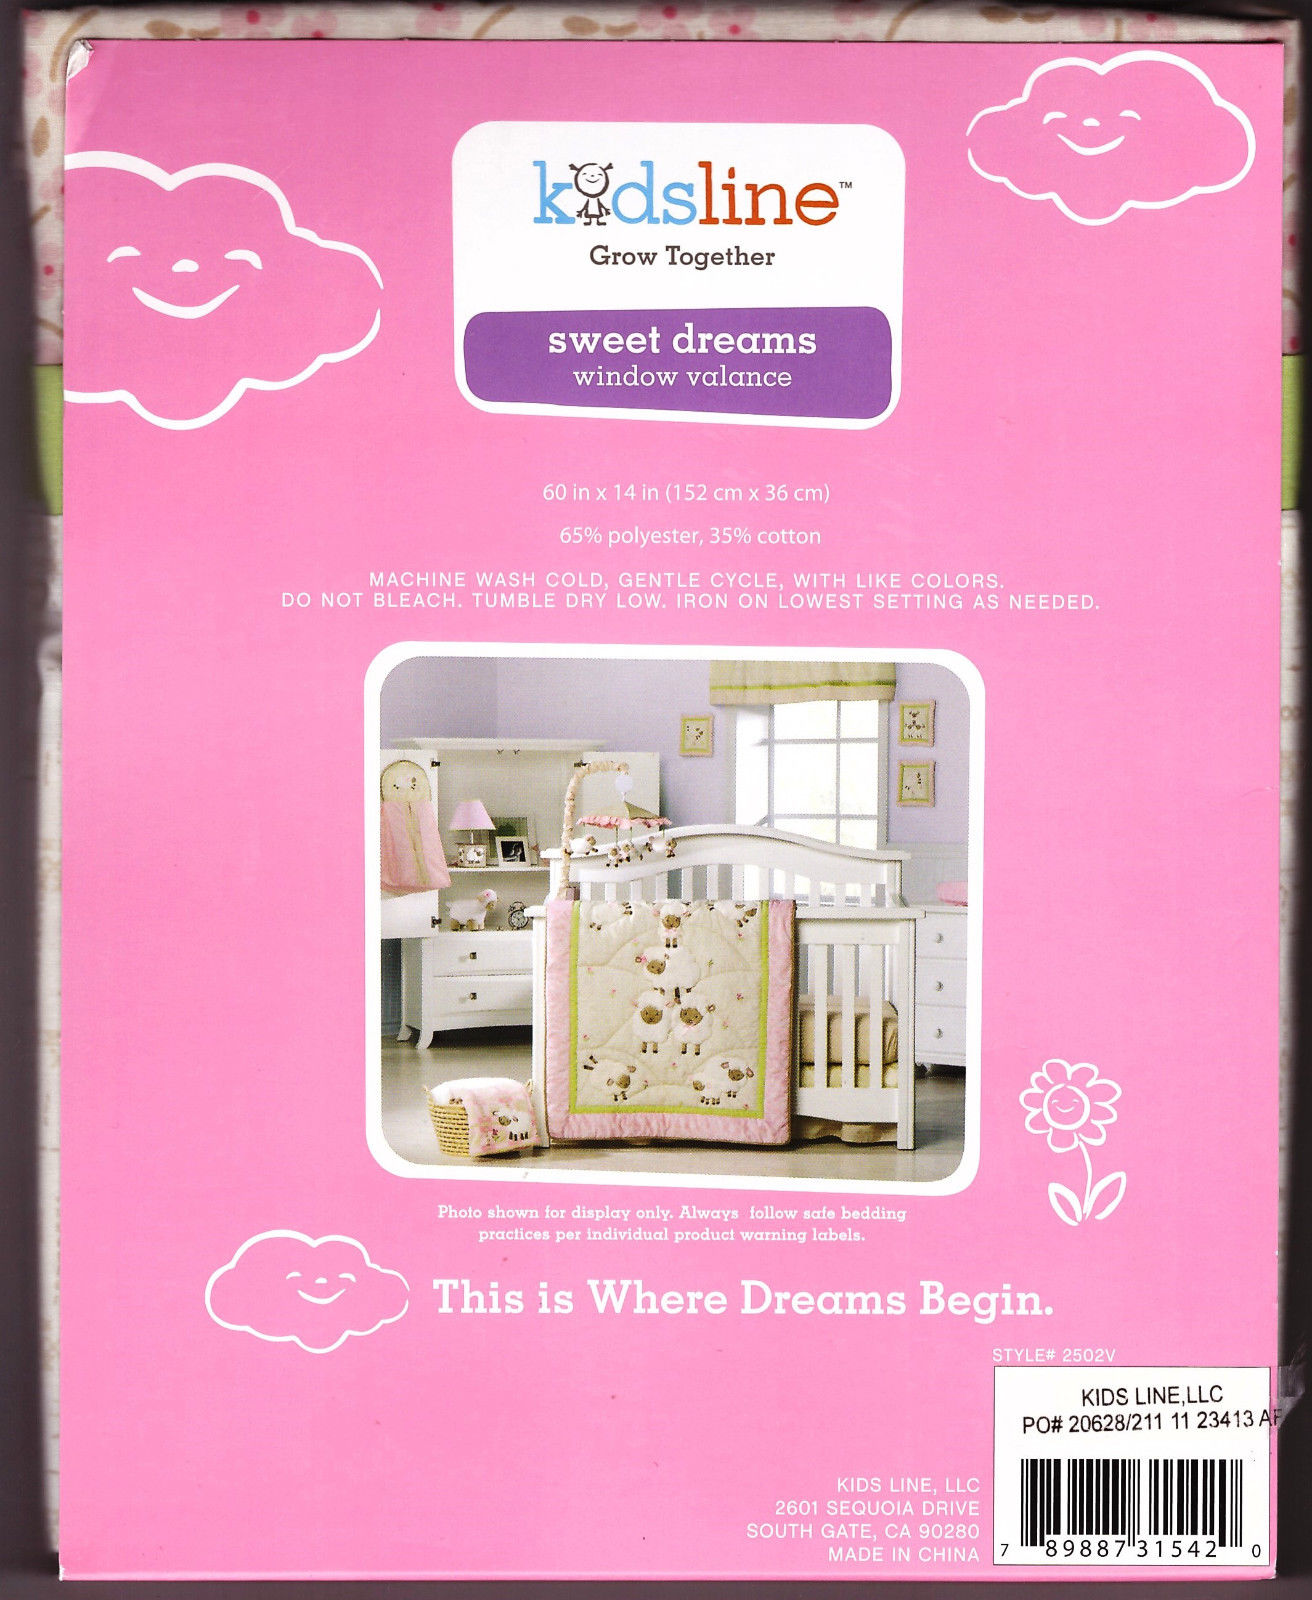 kidsline™
Grow Together
sweet dreams
window valance
60 in x 14 in (152 cm x 36 cm)
65% polyester, 35% cotton
MACHINE WASH COLD, GENTLE CYCLE, WITH LIKE COLORS.
DO NOT BLEACH. TUMBLE DRY LOW. IRON ON LOWEST SETTING AS NEEDED.
Photo shown for display only. Always follow safe bedding
practices per individual product warning labels.
This is Where Dreams Begin.
STYLE# 2502V
KIDS LINE,LLC
PO# 20628/211 11 23413
KIDS LINE, LLC
2601 SEQUOIA DRIVE
SOUTH GATE, CA 90280
MADE IN CHINA
7 89887 31542 0